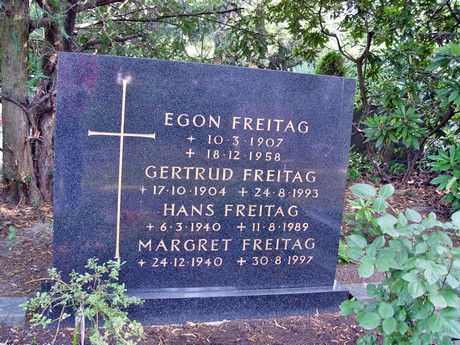 EGON FREITAG
+ 10·3·1907
+ 18·12·1958
GERTRUD FREITAG
+ 17·10·1904 + 24·8·1993
HANS FREITAG
+ 6·3·1940 + 11·8·1989
MARGRET FREITAG
+ 24·12·1940 + 30·8·1997